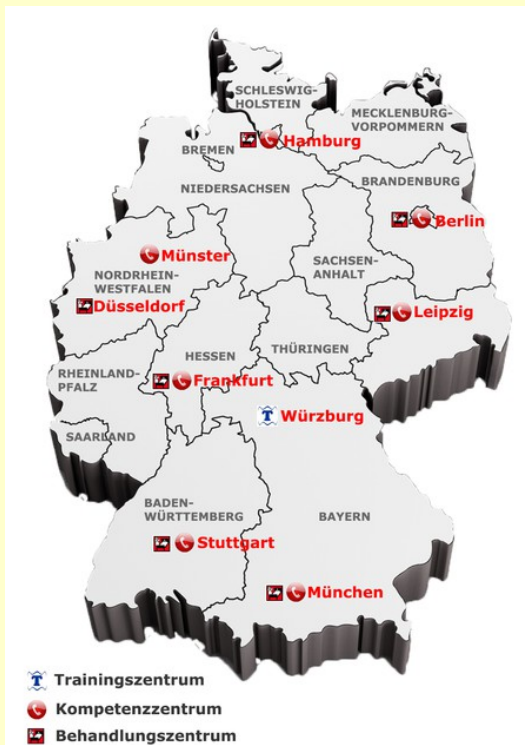 SCHLESWIG-
HOLSTEIN
MECKLENBURG-
VORPOMMERN
Hamburg
BREMEN
NIEDERSACHSEN
BRANDENBURG
Berlin
Münster
SACHSEN-
ANHALT
NORDRHEIN-
WESTFALEN
Düsseldorf
Leipzig
HESSEN
THÜRINGEN
RHEINLAND-
PFALZ
Frankfurt
T Würzburg
SAARLAND
BADEN-
WÜRTTEMBERG
BAYERN
Stuttgart
München
T Trainingszentrum
Kompetenzzentrum
Behandlungszentrum